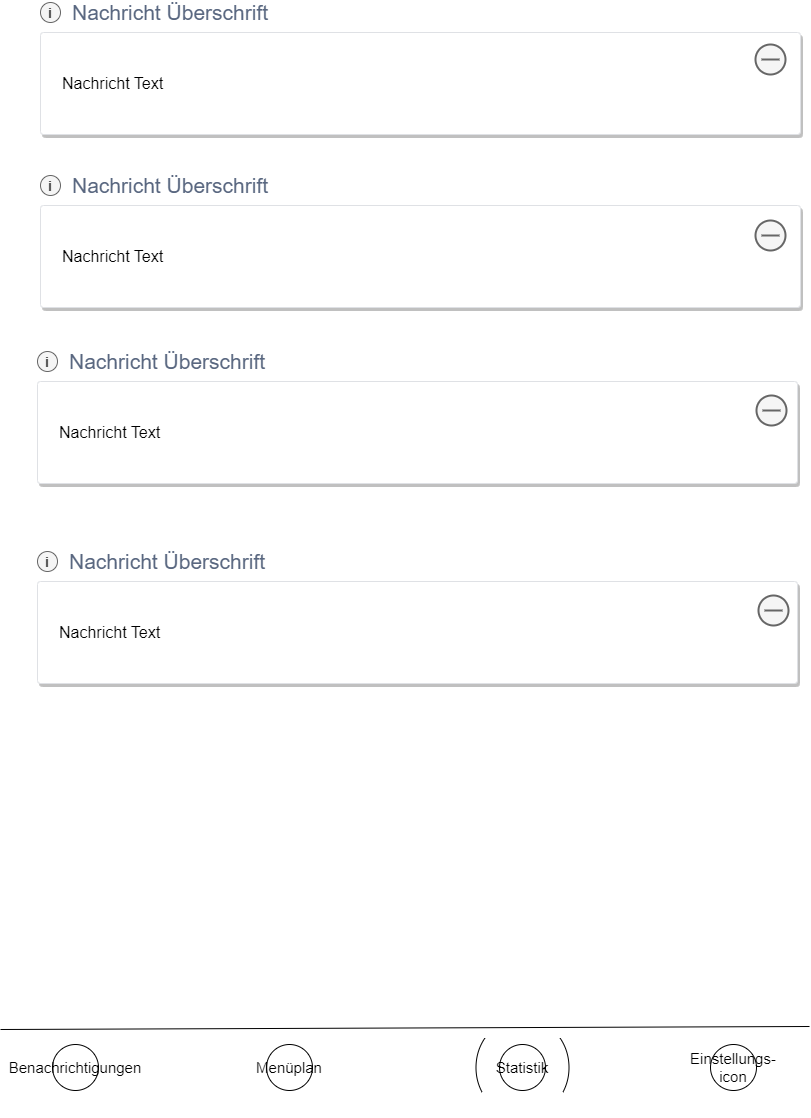 i Nachricht Überschrift
Nachricht Text
i Nachricht Überschrift
Nachricht Text
i Nachricht Überschrift
Nachricht Text
i Nachricht Überschrift
Nachricht Text
Benachrichtigungen
Menüplan
( Statistik )
Einstellungs-
icon